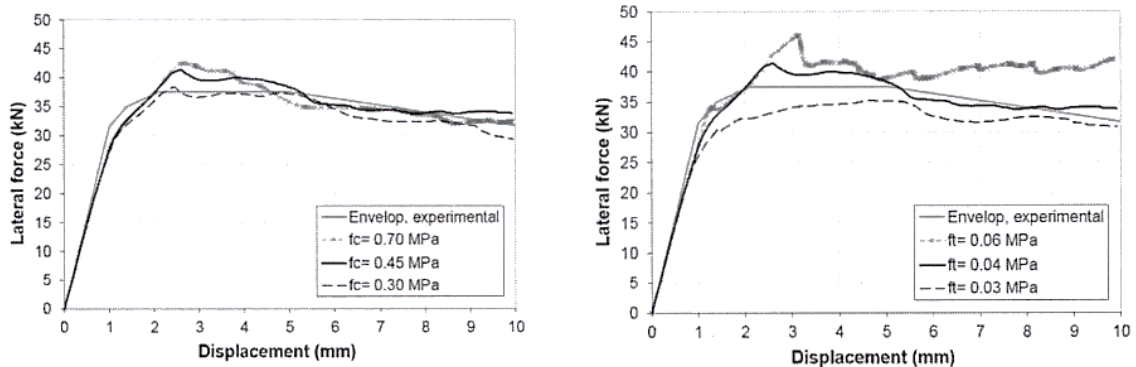 50
45
40
35
30
25
20
15
10
5
0
Lateral force (kN)
Envelop, experimental
fc= 0.70 MPa
fc= 0.45 MPa
fc= 0.30 MPa
0 1 2 3 4 5 6 7 8 9 10
Displacement (mm)
50
45
40
35
30
25
20
15
10
5
0
Lateral force (kN)
Envelop, experimental
ft= 0.06 MPa
ft= 0.04 MPa
ft= 0.03 MPa
0 1 2 3 4 5 6 7 8 9 10
Displacement (mm)